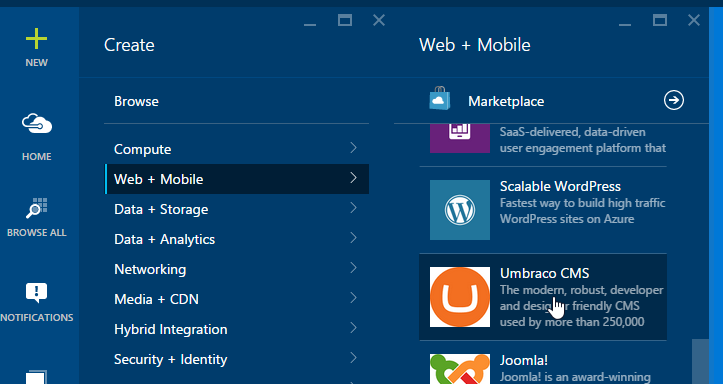 NEW
HOME
BROWSE ALL
NOTIFICATIONS
Create
Browse
Compute
Web + Mobile
Data + Storage
Data + Analytics
Networking
Media + CDN
Hybrid Integration
Security + Identity
Web + Mobile
Marketplace
SaaS-delivered, data-driven
user engagement platform that
Scalable WordPress
Fastest way to build high traffic
WordPress sites on Azure
Umbraco CMS
The modern, robust, developer
and designer friendly CMS
used by more than 250,000
Joomla!
Joomla! is an award-winning